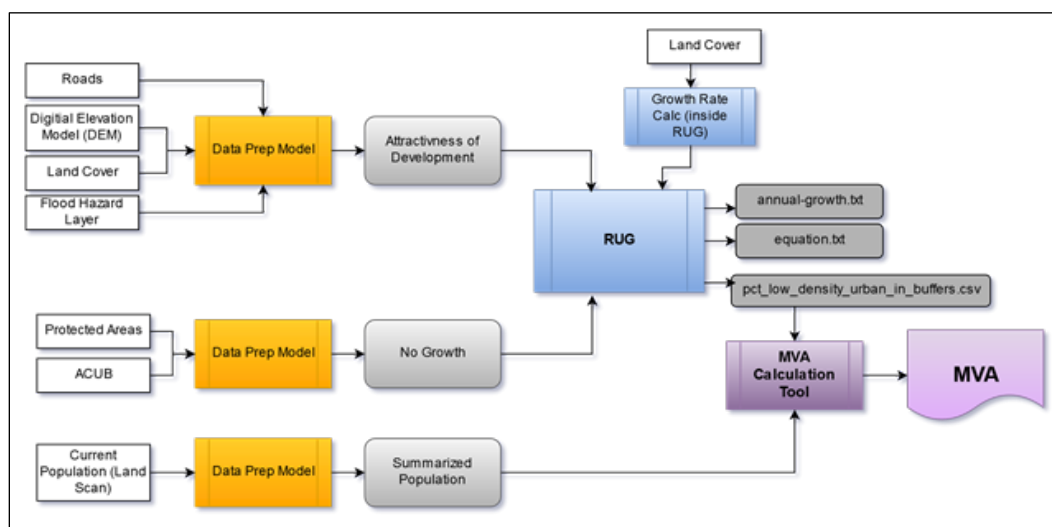 Land Cover
Roads
Growth Rate
Calc (inside
RUG)
Digitial Elevation
Model (DEM)
Data Prep Model
Attractivness of
Development
Land Cover
Flood Hazard
Layer
annual-growth.txt
RUG
equation.txt
pct_low_density_urban_in_buffers.csv
Protected Areas
Data Prep Model
No Growth
ACUB
MVA
Calculation
Tool
MVA
Current
Population (Land
Scan)
Data Prep Model
Summarized
Population